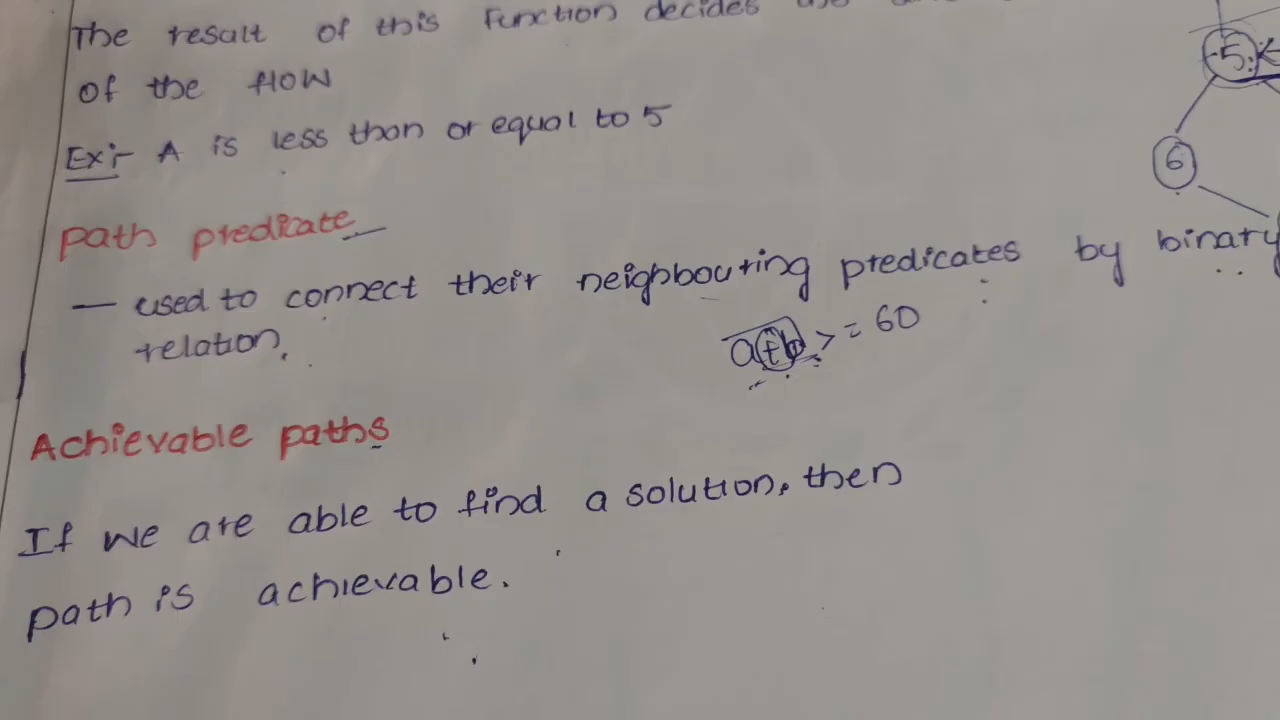 The result of this function decides the
of the flow
Ex:- A is less than or equal to 5
path predicate
— used to connect their neighbouring predicates by binary
relation.
a+b >= 60
Achievable paths
If we are able to find a solution, then
path is achievable.
5
6